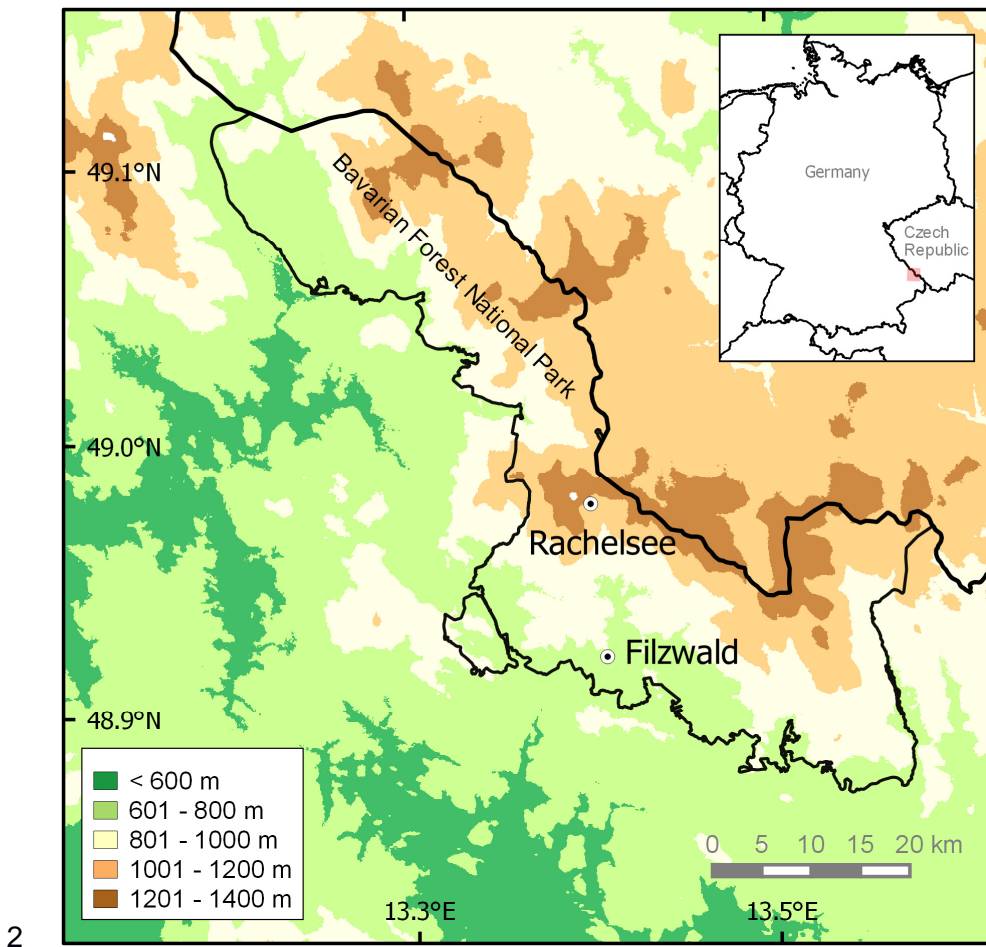 Germany
Czech
Republic
49.1°N
Bavarian Forest National Park
49.0°N
Rachelsee
Filzwald
48.9°N
< 600 m
601 - 800 m
801 - 1000 m
1001 - 1200 m
1201 - 1400 m
0 5 10 15 20 km
13.3°E 13.5°E
2